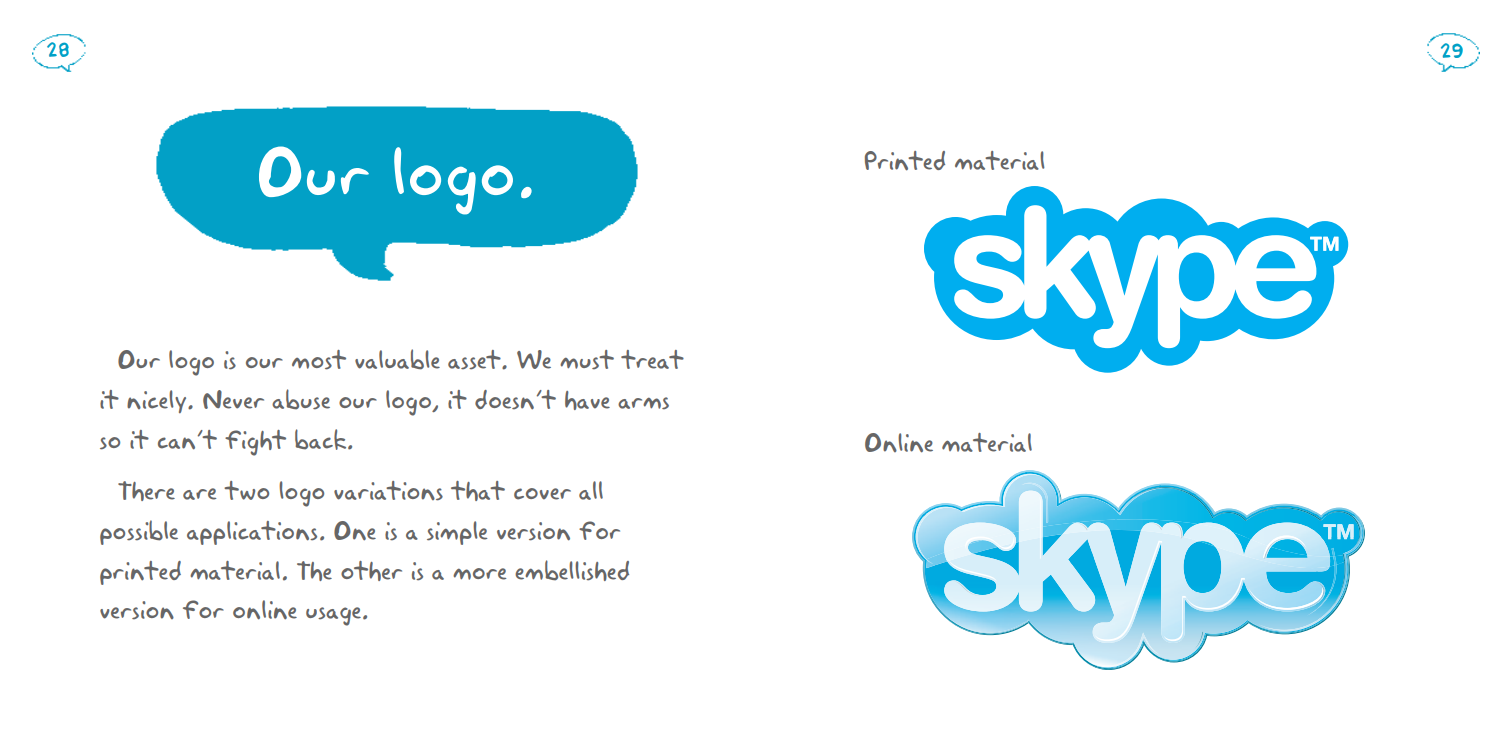 28
Our logo.
Our logo is our most valuable asset. We must treat
it nicely. Never abuse our logo, it doesn't have arms
so it can't fight back.
There are two logo variations that cover all
possible applications. One is a simple version for
printed material. The other is a more embellished
version for online usage.
29
Printed material
skype™
Online material
skype™